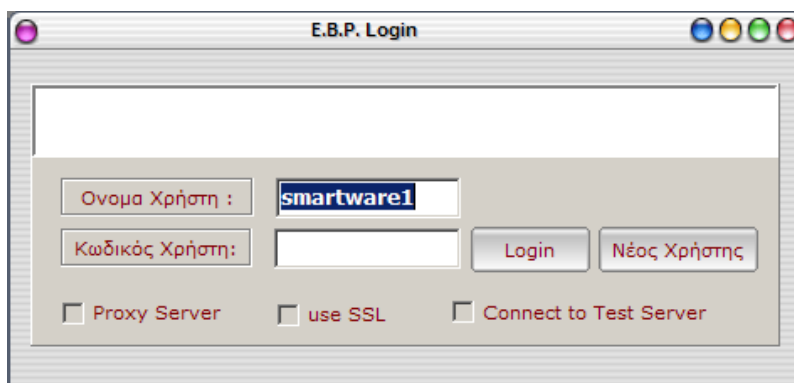 E.B.P. Login
Ονομα Χρήστη :
smartware1
Κωδικός Χρήστη:
Login
Νέος Χρήστης
Proxy Server
use SSL
Connect to Test Server